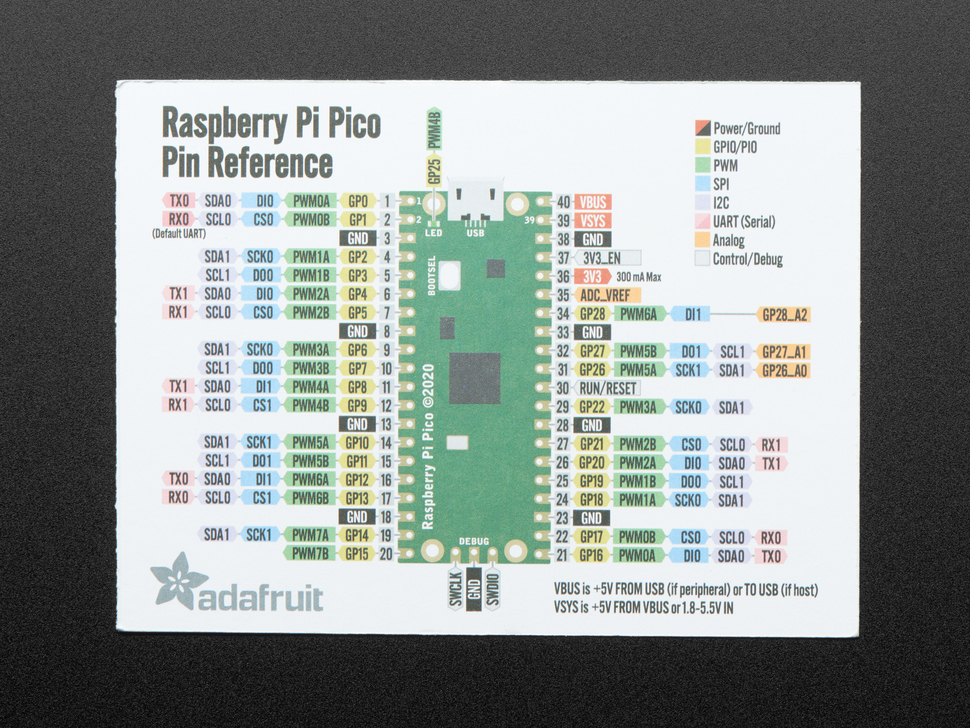 Raspberry Pi Pico
Pin Reference
GP25 PWM4B
Power/Ground
GPIO/PIO
PWM
SPI
I2C
UART (Serial)
Analog
Control/Debug
TX0 SDA0 DI0 PWM0A GP0 1
RX0 SCL0 CS0 PWM0B GP1 2
(Default UART)
GND 3
SDA1 SCK0 PWM1A GP2 4
SCL1 DO0 PWM1B GP3 5
TX1 SDA0 DI0 PWM2A GP4 6
RX1 SCL0 CS0 PWM2B GP5 7
GND 8
SDA1 SCK0 PWM3A GP6 9
SCL1 DO0 PWM3B GP7 10
TX1 SDA0 DI1 PWM4A GP8 11
RX1 SCL0 CS1 PWM4B GP9 12
GND 13
SDA1 SCK1 PWM5A GP10 14
SCL1 DO1 PWM5B GP11 15
TX0 SDA0 DI1 PWM6A GP12 16
RX0 SCL0 CS1 PWM6B GP13 17
GND 18
SDA1 SCK1 PWM7A GP14 19
PWM7B GP15 20
1
2
39
LED
USB
BOOTSEL
Raspberry Pi Pico ©2020
DEBUG
SWCLK
GND
SWDIO
40 VBUS
39 VSYS
38 GND
37 3V3_EN
36 3V3 300 mA Max
35 ADC_VREF
34 GP28 PWM6A DI1 GP28_A2
33 GND
32 GP27 PWM5B DO1 SCL1 GP27_A1
31 GP26 PWM5A SCK1 SDA1 GP26_A0
30 RUN/RESET
29 GP22 PWM3A SCK0 SDA1
28 GND
27 GP21 PWM2B CS0 SCL0 RX1
26 GP20 PWM2A DI0 SDA0 TX1
25 GP19 PWM1B DO0 SCL1
24 GP18 PWM1A SCK0 SDA1
23 GND
22 GP17 PWM0B CS0 SCL0 RX0
21 GP16 PWM0A DI0 SDA0 TX0
adafruit
VBUS is +5V FROM USB (if peripheral) or TO USB (if host)
VSYS is +5V FROM VBUS or 1.8-5.5V IN